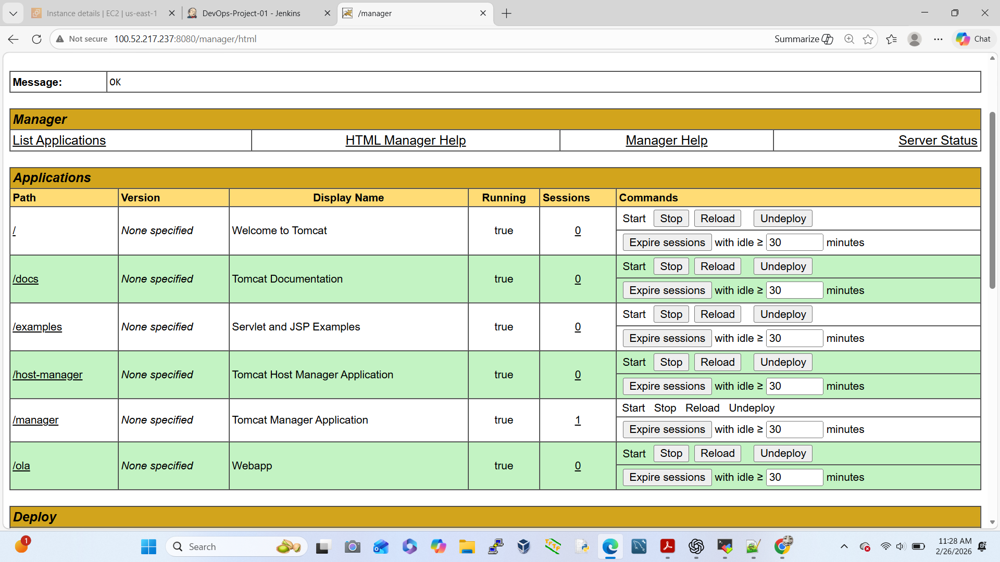 Instance details | EC2 | us-east-1
DevOps-Project-01 - Jenkins
/manager
Not secure 100.52.217.237:8080/manager/html
Summarize
Chat
Message: OK
Manager
List Applications HTML Manager Help Manager Help Server Status
Applications
Path Version Display Name Running Sessions Commands
/ None specified Welcome to Tomcat true 0 Start Stop Reload Undeploy
Expire sessions with idle ≥ 30 minutes
/docs None specified Tomcat Documentation true 0 Start Stop Reload Undeploy
Expire sessions with idle ≥ 30 minutes
/examples None specified Servlet and JSP Examples true 0 Start Stop Reload Undeploy
Expire sessions with idle ≥ 30 minutes
/host-manager None specified Tomcat Host Manager Application true 0 Start Stop Reload Undeploy
Expire sessions with idle ≥ 30 minutes
/manager None specified Tomcat Manager Application true 1 Start Stop Reload Undeploy
Expire sessions with idle ≥ 30 minutes
/ola None specified Webapp true 0 Start Stop Reload Undeploy
Expire sessions with idle ≥ 30 minutes
Deploy
1
Search
TFTP
11:28 AM
2/26/2026